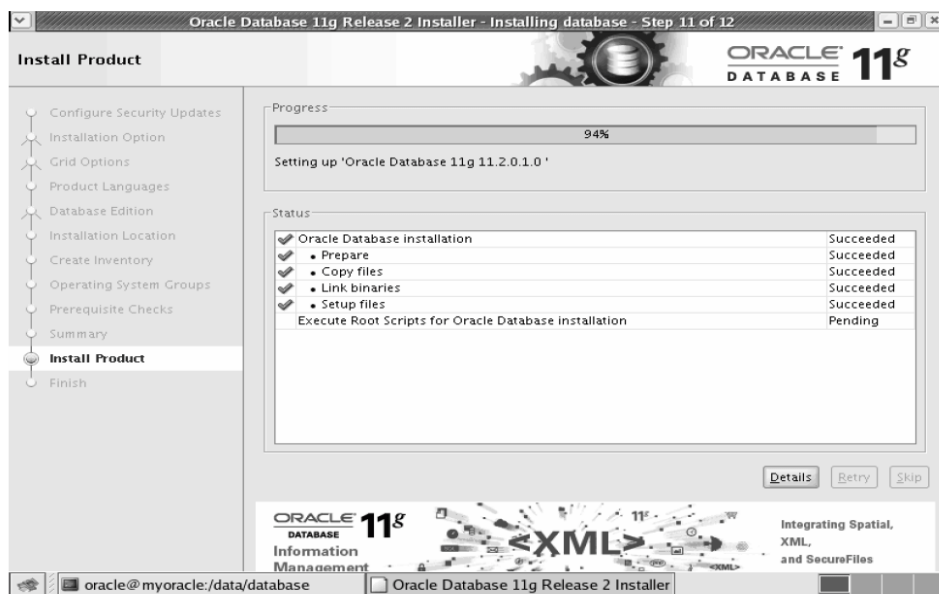 Oracle Database 11g Release 2 Installer - Installing database - Step 11 of 12
Install Product
ORACLE
DATABASE 11g
Configure Security Updates
Installation Option
Grid Options
Product Languages
Database Edition
Installation Location
Create Inventory
Operating System Groups
Prerequisite Checks
Summary
Install Product
Finish
Progress
94%
Setting up 'Oracle Database 11g 11.2.0.1.0 '
Status
Oracle Database installation Succeeded
• Prepare Succeeded
• Copy files Succeeded
• Link binaries Succeeded
• Setup files Succeeded
Execute Root Scripts for Oracle Database installation Pending
Details Retry Skip
ORACLE
DATABASE 11g
Information
Management
11g
<XML>
<XML>
Integrating Spatial,
XML,
and SecureFiles
oracle@myoracle:/data/database Oracle Database 11g Release 2 Installer